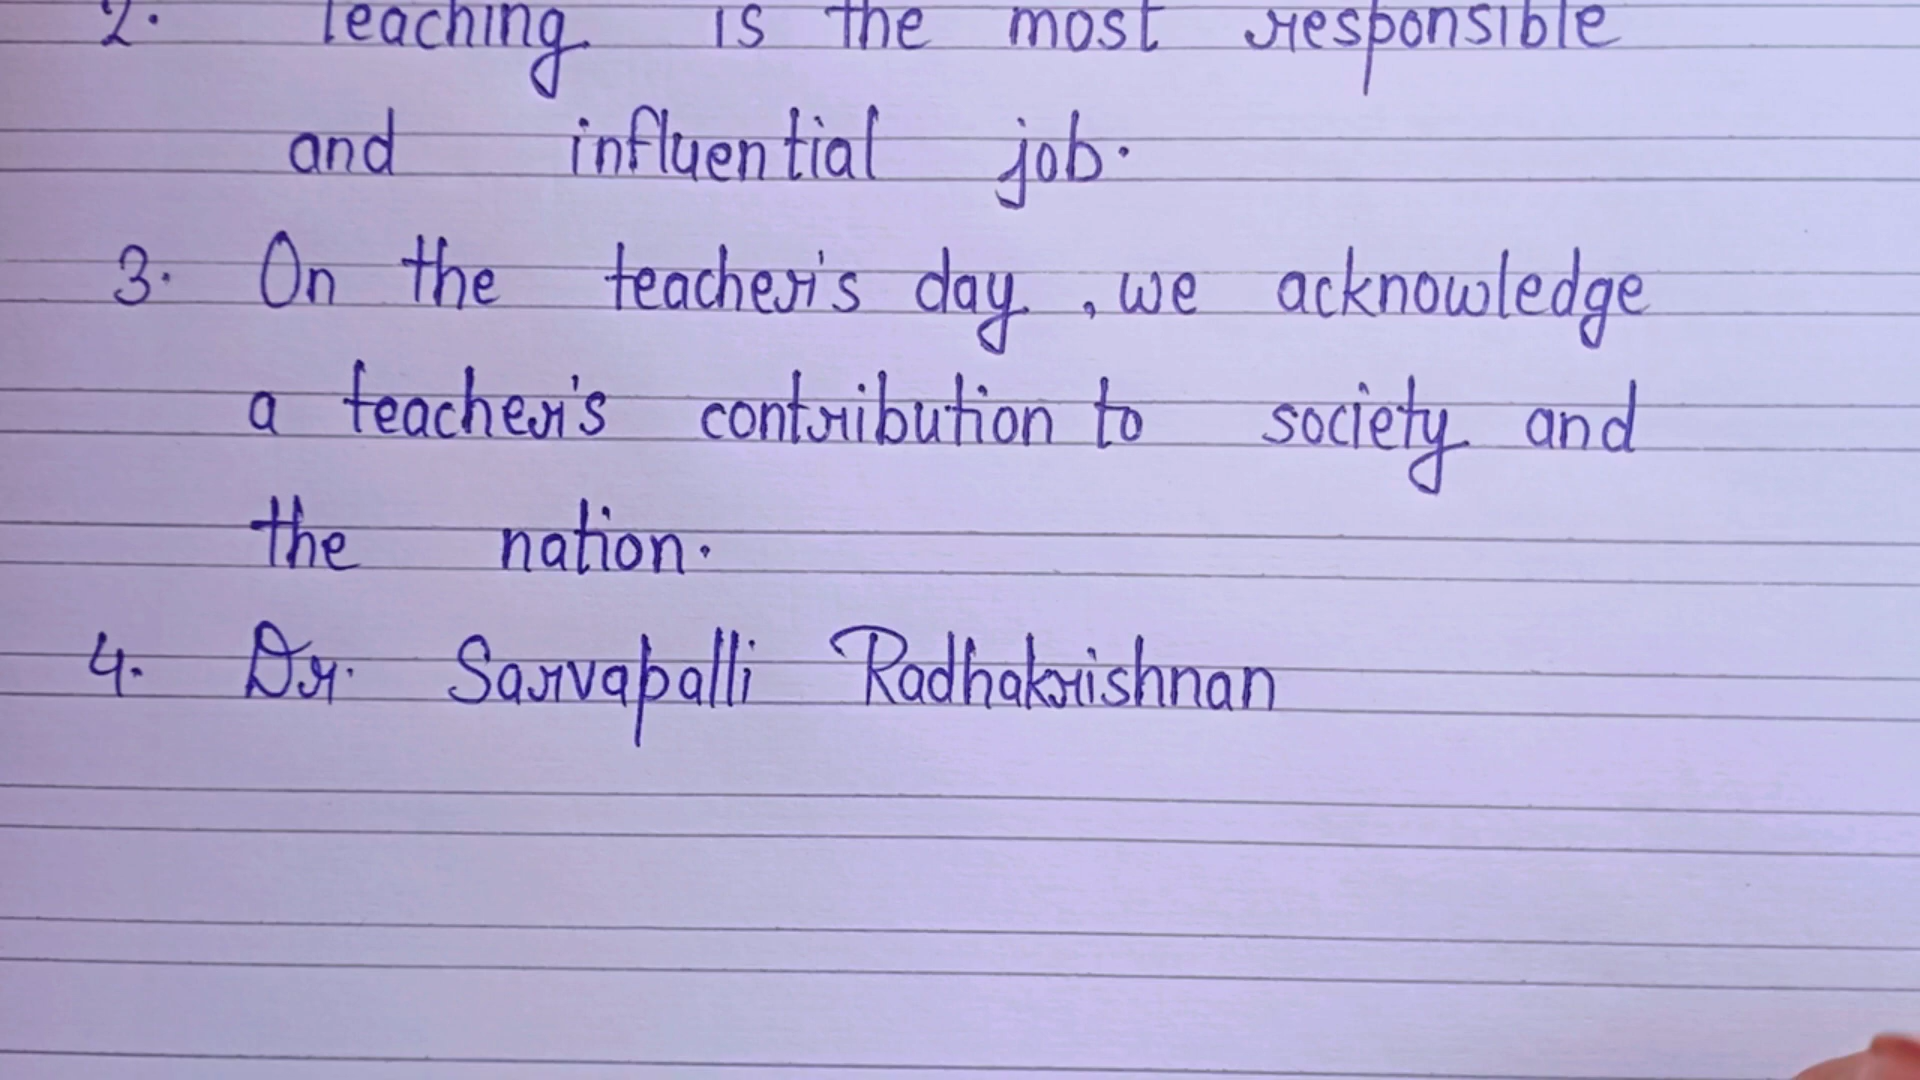 2. Teaching is the most responsible
and influential job.
3. On the teacher's day, we acknowledge
a teacher's contribution to society and
the nation.
4. Dr. Sarvapalli Radhakrishnan